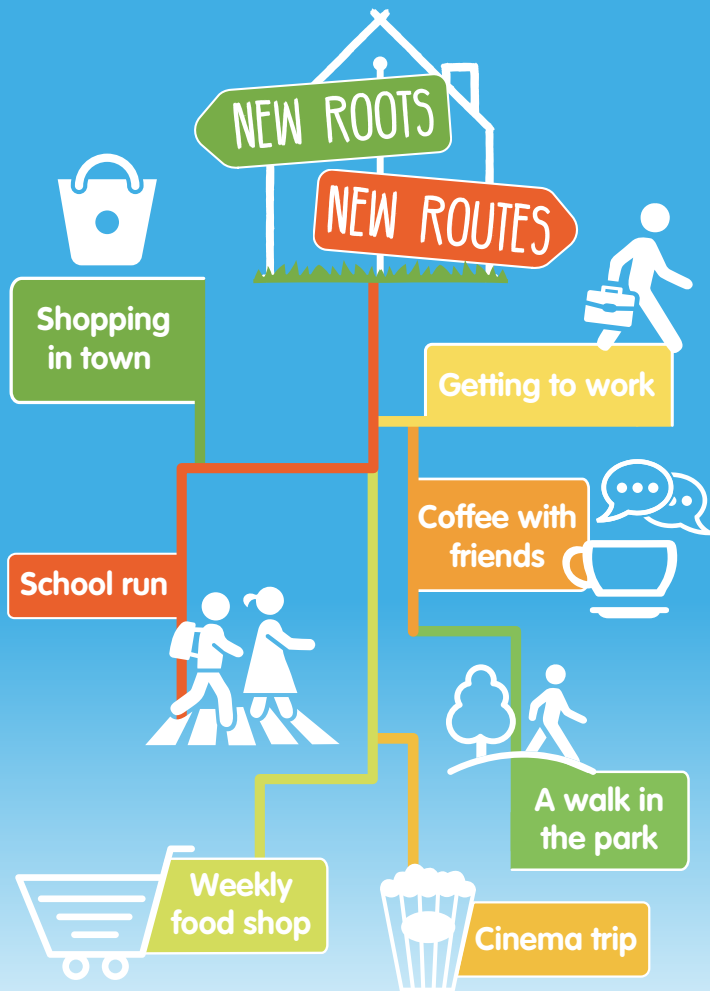 NEW ROOTS
NEW ROUTES
Shopping
in town
Getting to work
Coffee with
friends
School run
A walk in
the park
Weekly
food shop
Cinema trip